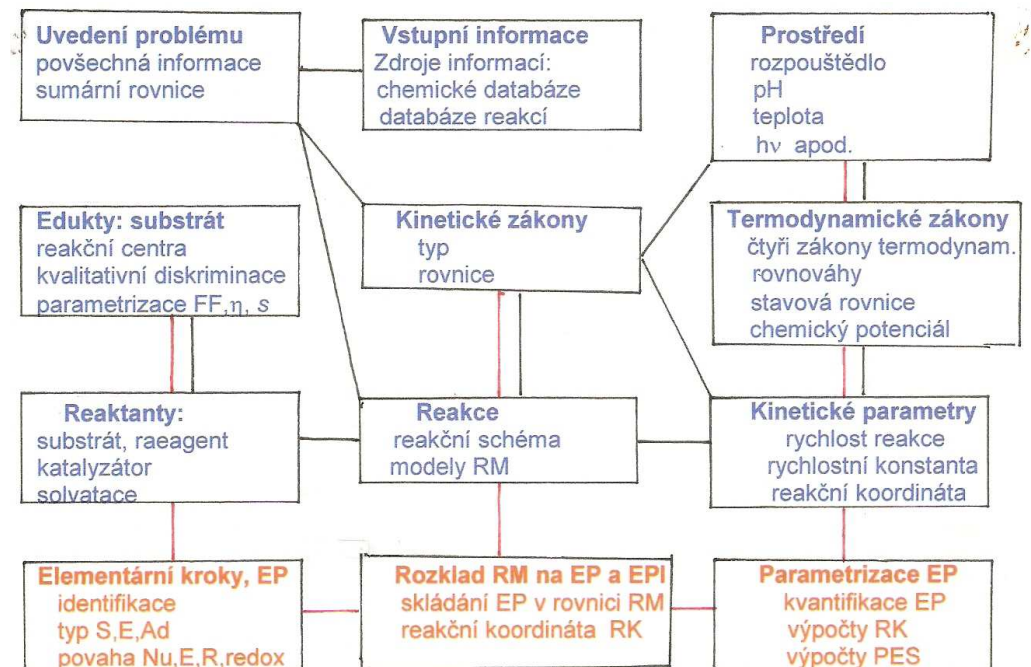 Uvedení problému
povšechná informace
sumární rovnice
Vstupní informace
Zdroje informací:
chemické databáze
databáze reakcí
Prostředí
rozpouštědlo
pH
teplota
hν apod.
Edukty: substrát
reakční centra
kvalitativní diskriminace
parametrizace FF,η, s
Kinetické zákony
typ
rovnice
Termodynamické zákony
čtyři zákony termodynam.
rovnováhy
stavová rovnice
chemický potenciál
Reaktanty:
substrát, raeagent
katalyzátor
solvatace
Reakce
reakční schéma
modely RM
Kinetické parametry
rychlost reakce
rychlostní konstanta
reakční koordináta
Elementární kroky, EP
identifikace
typ S,E,Ad
povaha Nu,E,R,redox
Rozklad RM na EP a EPI
skládání EP v rovnici RM
reakční koordináta RK
Parametrizace EP
kvantifikace EP
výpočty RK
výpočty PES